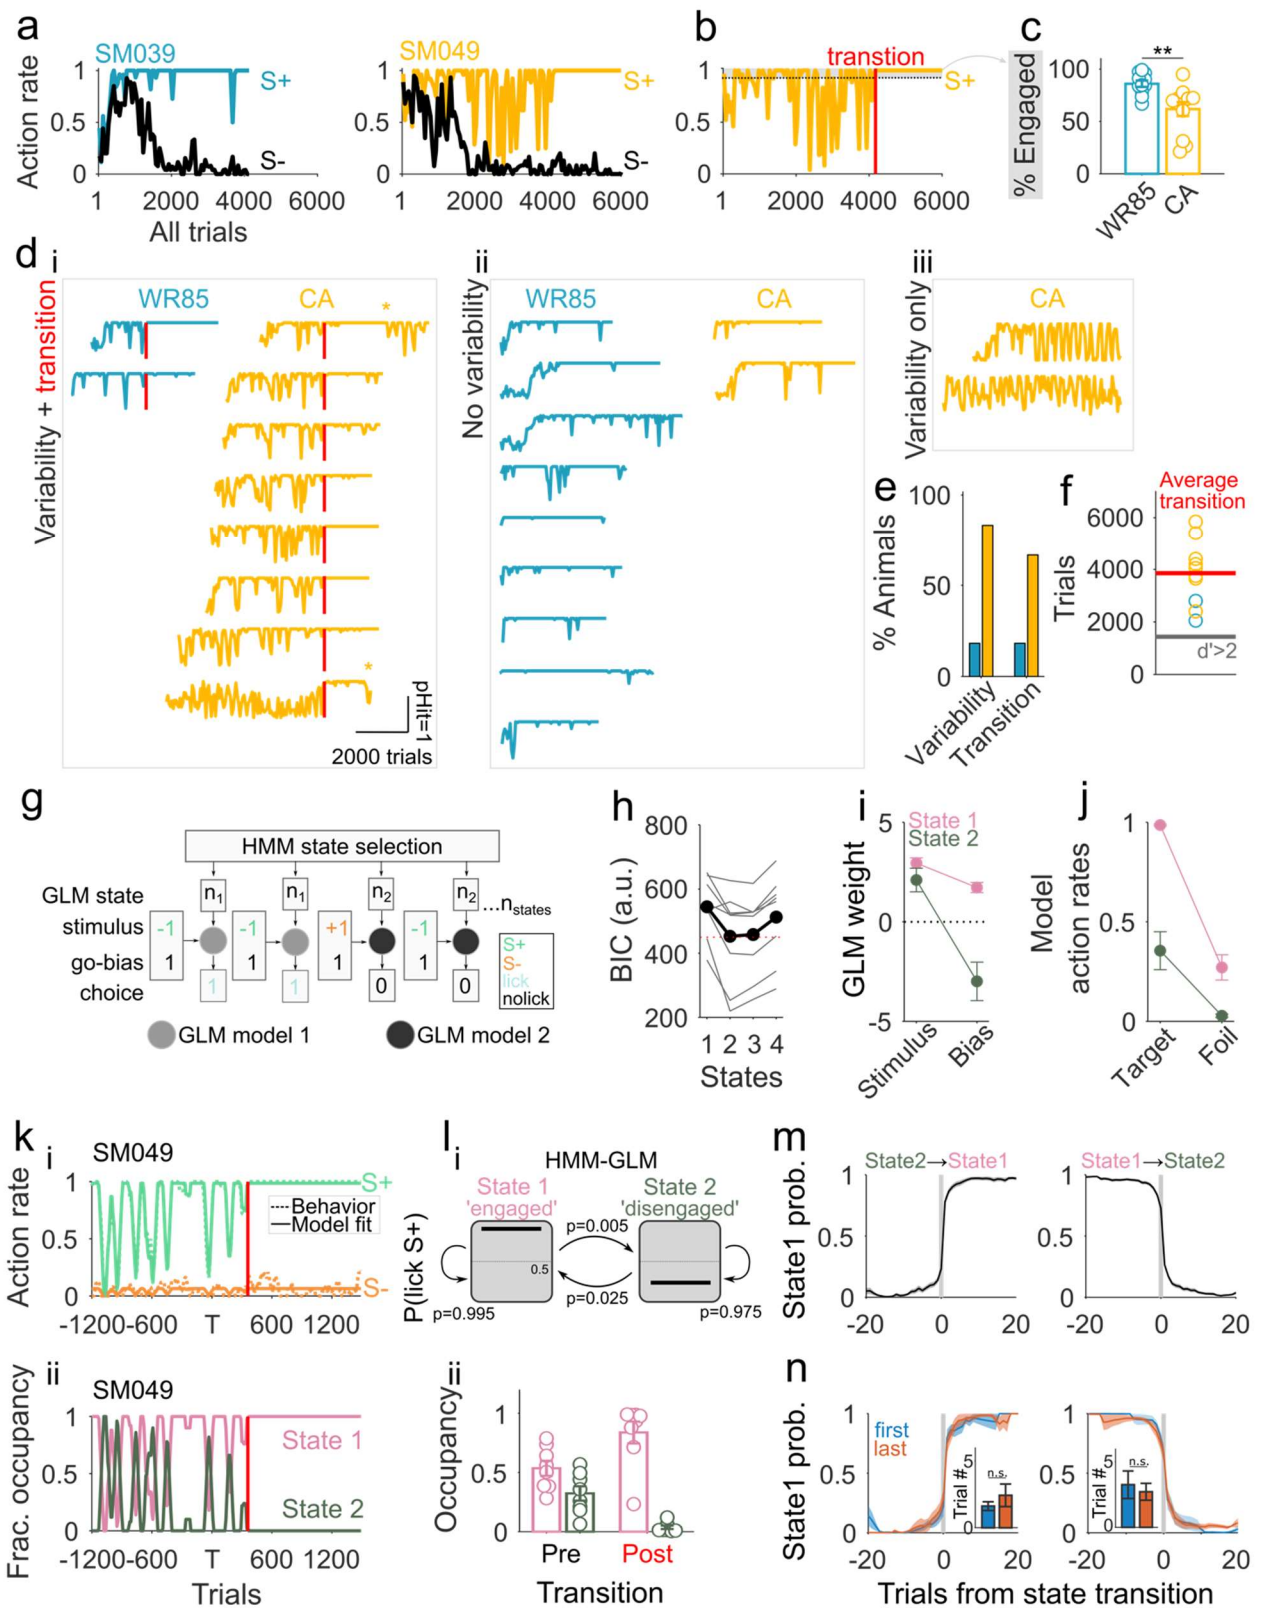 a
SM039
SM049
Action rate
1
0.5
0
S+
S-
1 2000 4000 6000
All trials
1
0.5
0
S+
S-
1 2000 4000 6000
b
transtion
1
0.5
0
S+
1 2000 4000 6000
c
% Engaged
**
100
50
0
WR85
CA
d
i
Variability + transition
WR85
CA
*
*
pHit=1
2000 trials
ii
No variability
WR85
CA
iii
Variability only
CA
e
% Animals
100
50
0
Variability
Transition
f
Average
transition
Trials
6000
4000
2000
0
d'>2
g
HMM state selection
GLM state
n1
n1
n2
n2
...nstates
stimulus
-1
-1
+1
-1
go-bias
1
1
1
1
choice
1
1
0
0
S+
S-
lick
nolick
GLM model 1
GLM model 2
h
BIC (a.u.)
800
600
400
200
1 2 3 4
States
i
GLM weight
5
0
-5
State 1
State 2
Stimulus
Bias
j
Model
action rates
1
0.5
0
Target
Foil
k
i
SM049
Action rate
1
0.5
0
S+
Behavior
Model fit
S-
-1200 -600 T 600 1200
ii
SM049
Frac. occupancy
1
0.5
0
State 1
State 2
-1200 -600 T 600 1200
Trials
l
i
HMM-GLM
State 1
'engaged'
State 2
'disengaged'
P(lick S+)
0.5
p=0.005
p=0.025
p=0.995
p=0.975
ii
Occupancy
1
0.5
0
Pre
Post
Transition
m
State2→State1
State1→State2
State1 prob.
1
0.5
0
-20 0 20
1
0.5
0
-20 0 20
n
State1 prob.
1
0.5
0
first
last
Trial #
5
0
n.s.
-20 0 20
1
0.5
0
Trial #
5
0
n.s.
-20 0 20
Trials from state transition